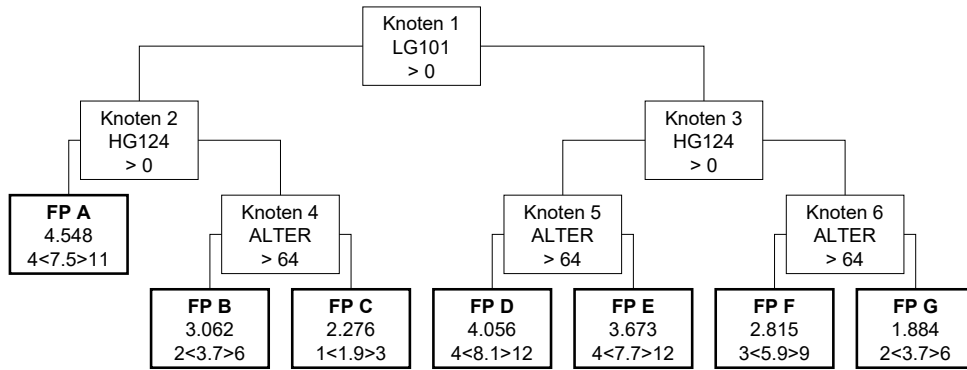 Knoten 1
LG101
> 0
Knoten 2
HG124
> 0
Knoten 3
HG124
> 0
FP A
4.548
4<7.5>11
Knoten 4
ALTER
> 64
Knoten 5
ALTER
> 64
Knoten 6
ALTER
> 64
FP B
3.062
2<3.7>6
FP C
2.276
1<1.9>3
FP D
4.056
4<8.1>12
FP E
3.673
4<7.7>12
FP F
2.815
3<5.9>9
FP G
1.884
2<3.7>6